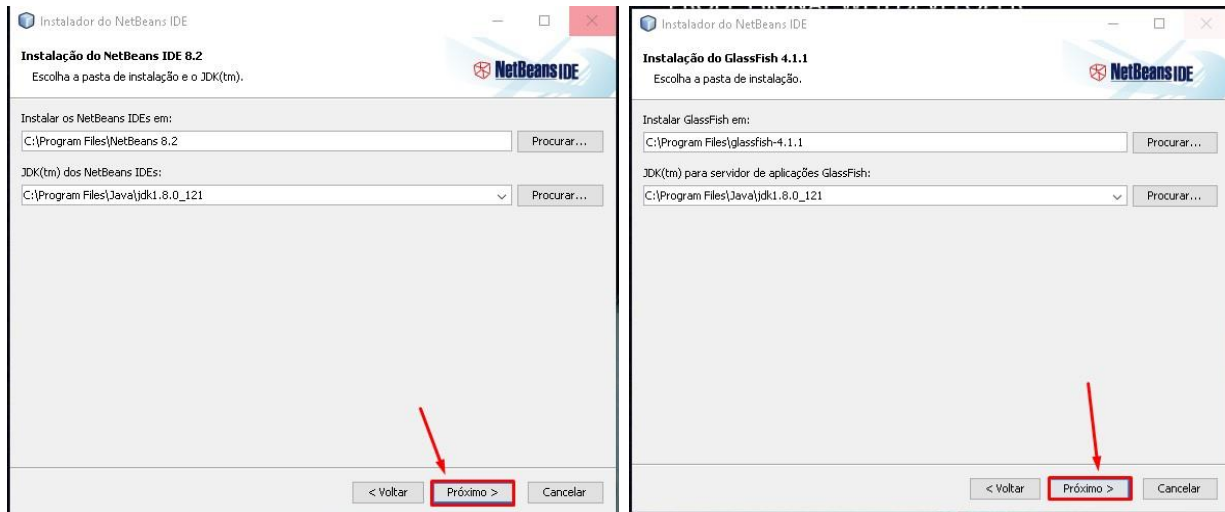 Instalador do NetBeans IDE
Instalação do NetBeans IDE 8.2
Escolha a pasta de instalação e o JDK(tm).
NetBeans IDE
Instalar os NetBeans IDEs em:
C:\Program Files\NetBeans 8.2
Procurar...
JDK(tm) dos NetBeans IDEs:
C:\Program Files\Java\jdk1.8.0_121
Procurar...
< Voltar
Próximo >
Cancelar
Instalador do NetBeans IDE
Instalação do GlassFish 4.1.1
Escolha a pasta de instalação.
NetBeans IDE
Instalar GlassFish em:
C:\Program Files\glassfish-4.1.1
Procurar...
JDK(tm) para servidor de aplicações GlassFish:
C:\Program Files\Java\jdk1.8.0_121
Procurar...
< Voltar
Próximo >
Cancelar